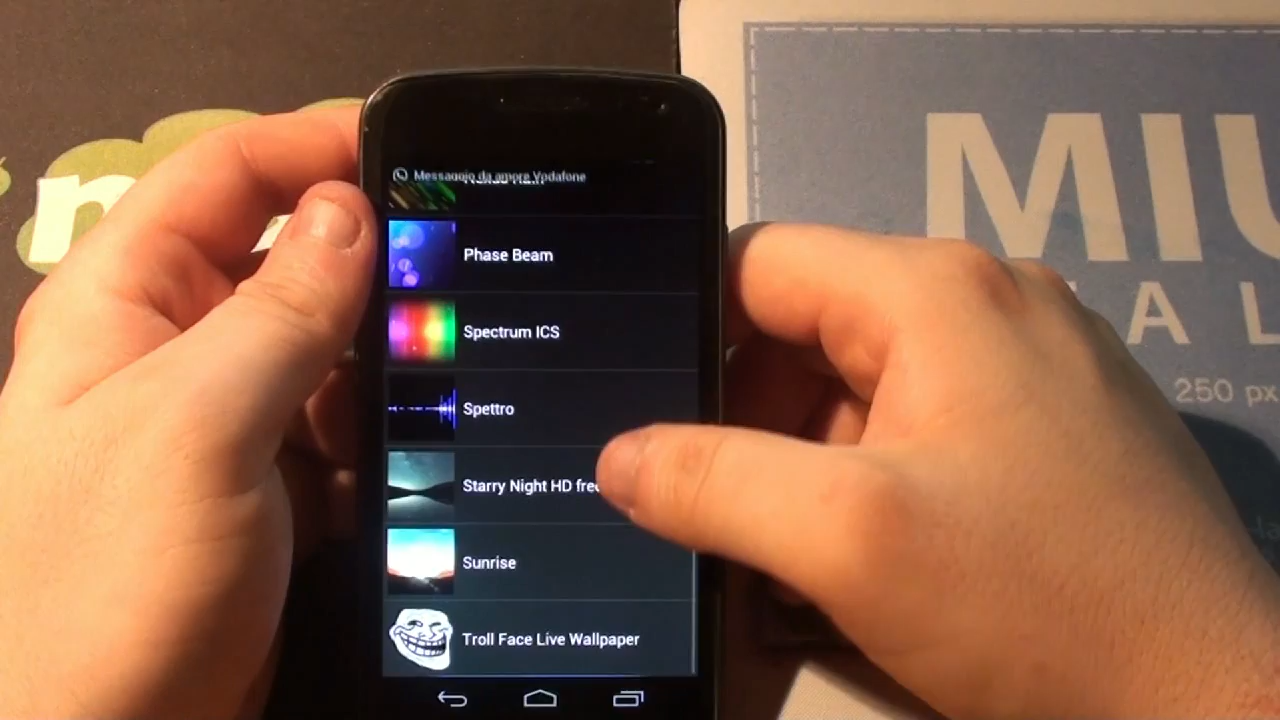 Messaggio da amore Vodafone
Phase Beam
Spectrum ICS
Spettro
Starry Night HD free
Sunrise
Troll Face Live Wallpaper
MIU
250 px